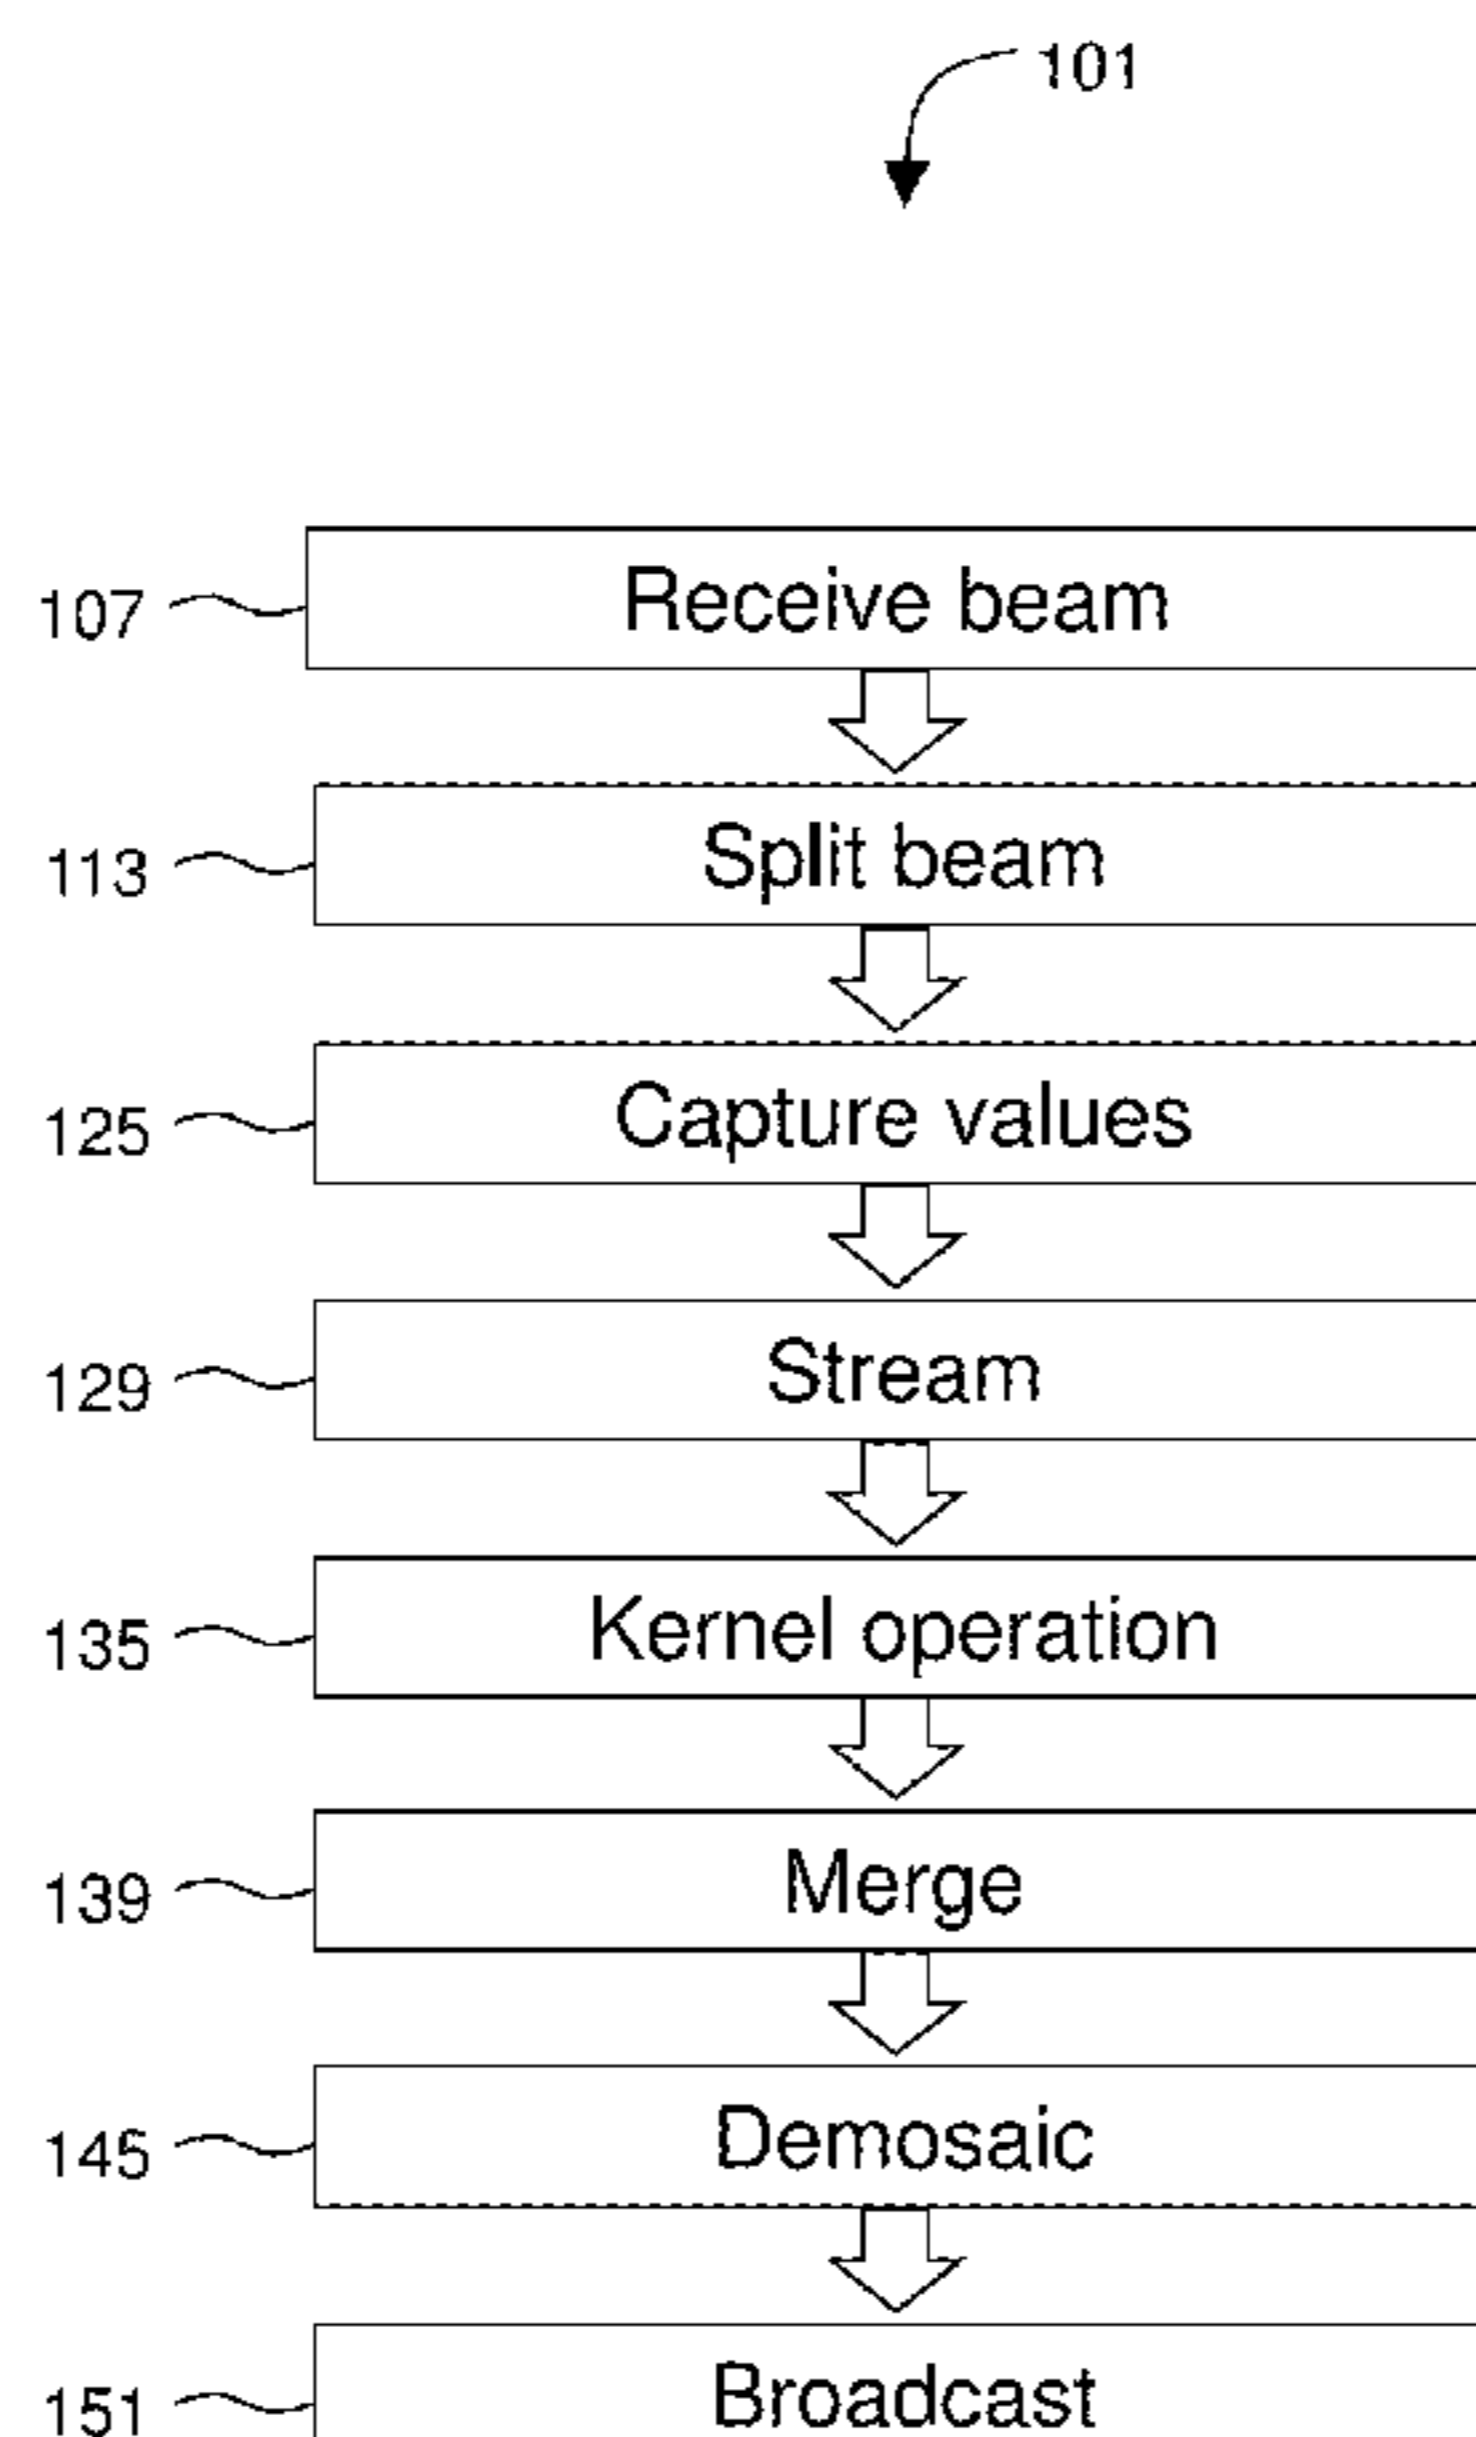 101
107 Receive beam
113 Split beam
125 Capture values
129 Stream
135 Kernel operation
139 Merge
145 Demosaic
151 Broadcast